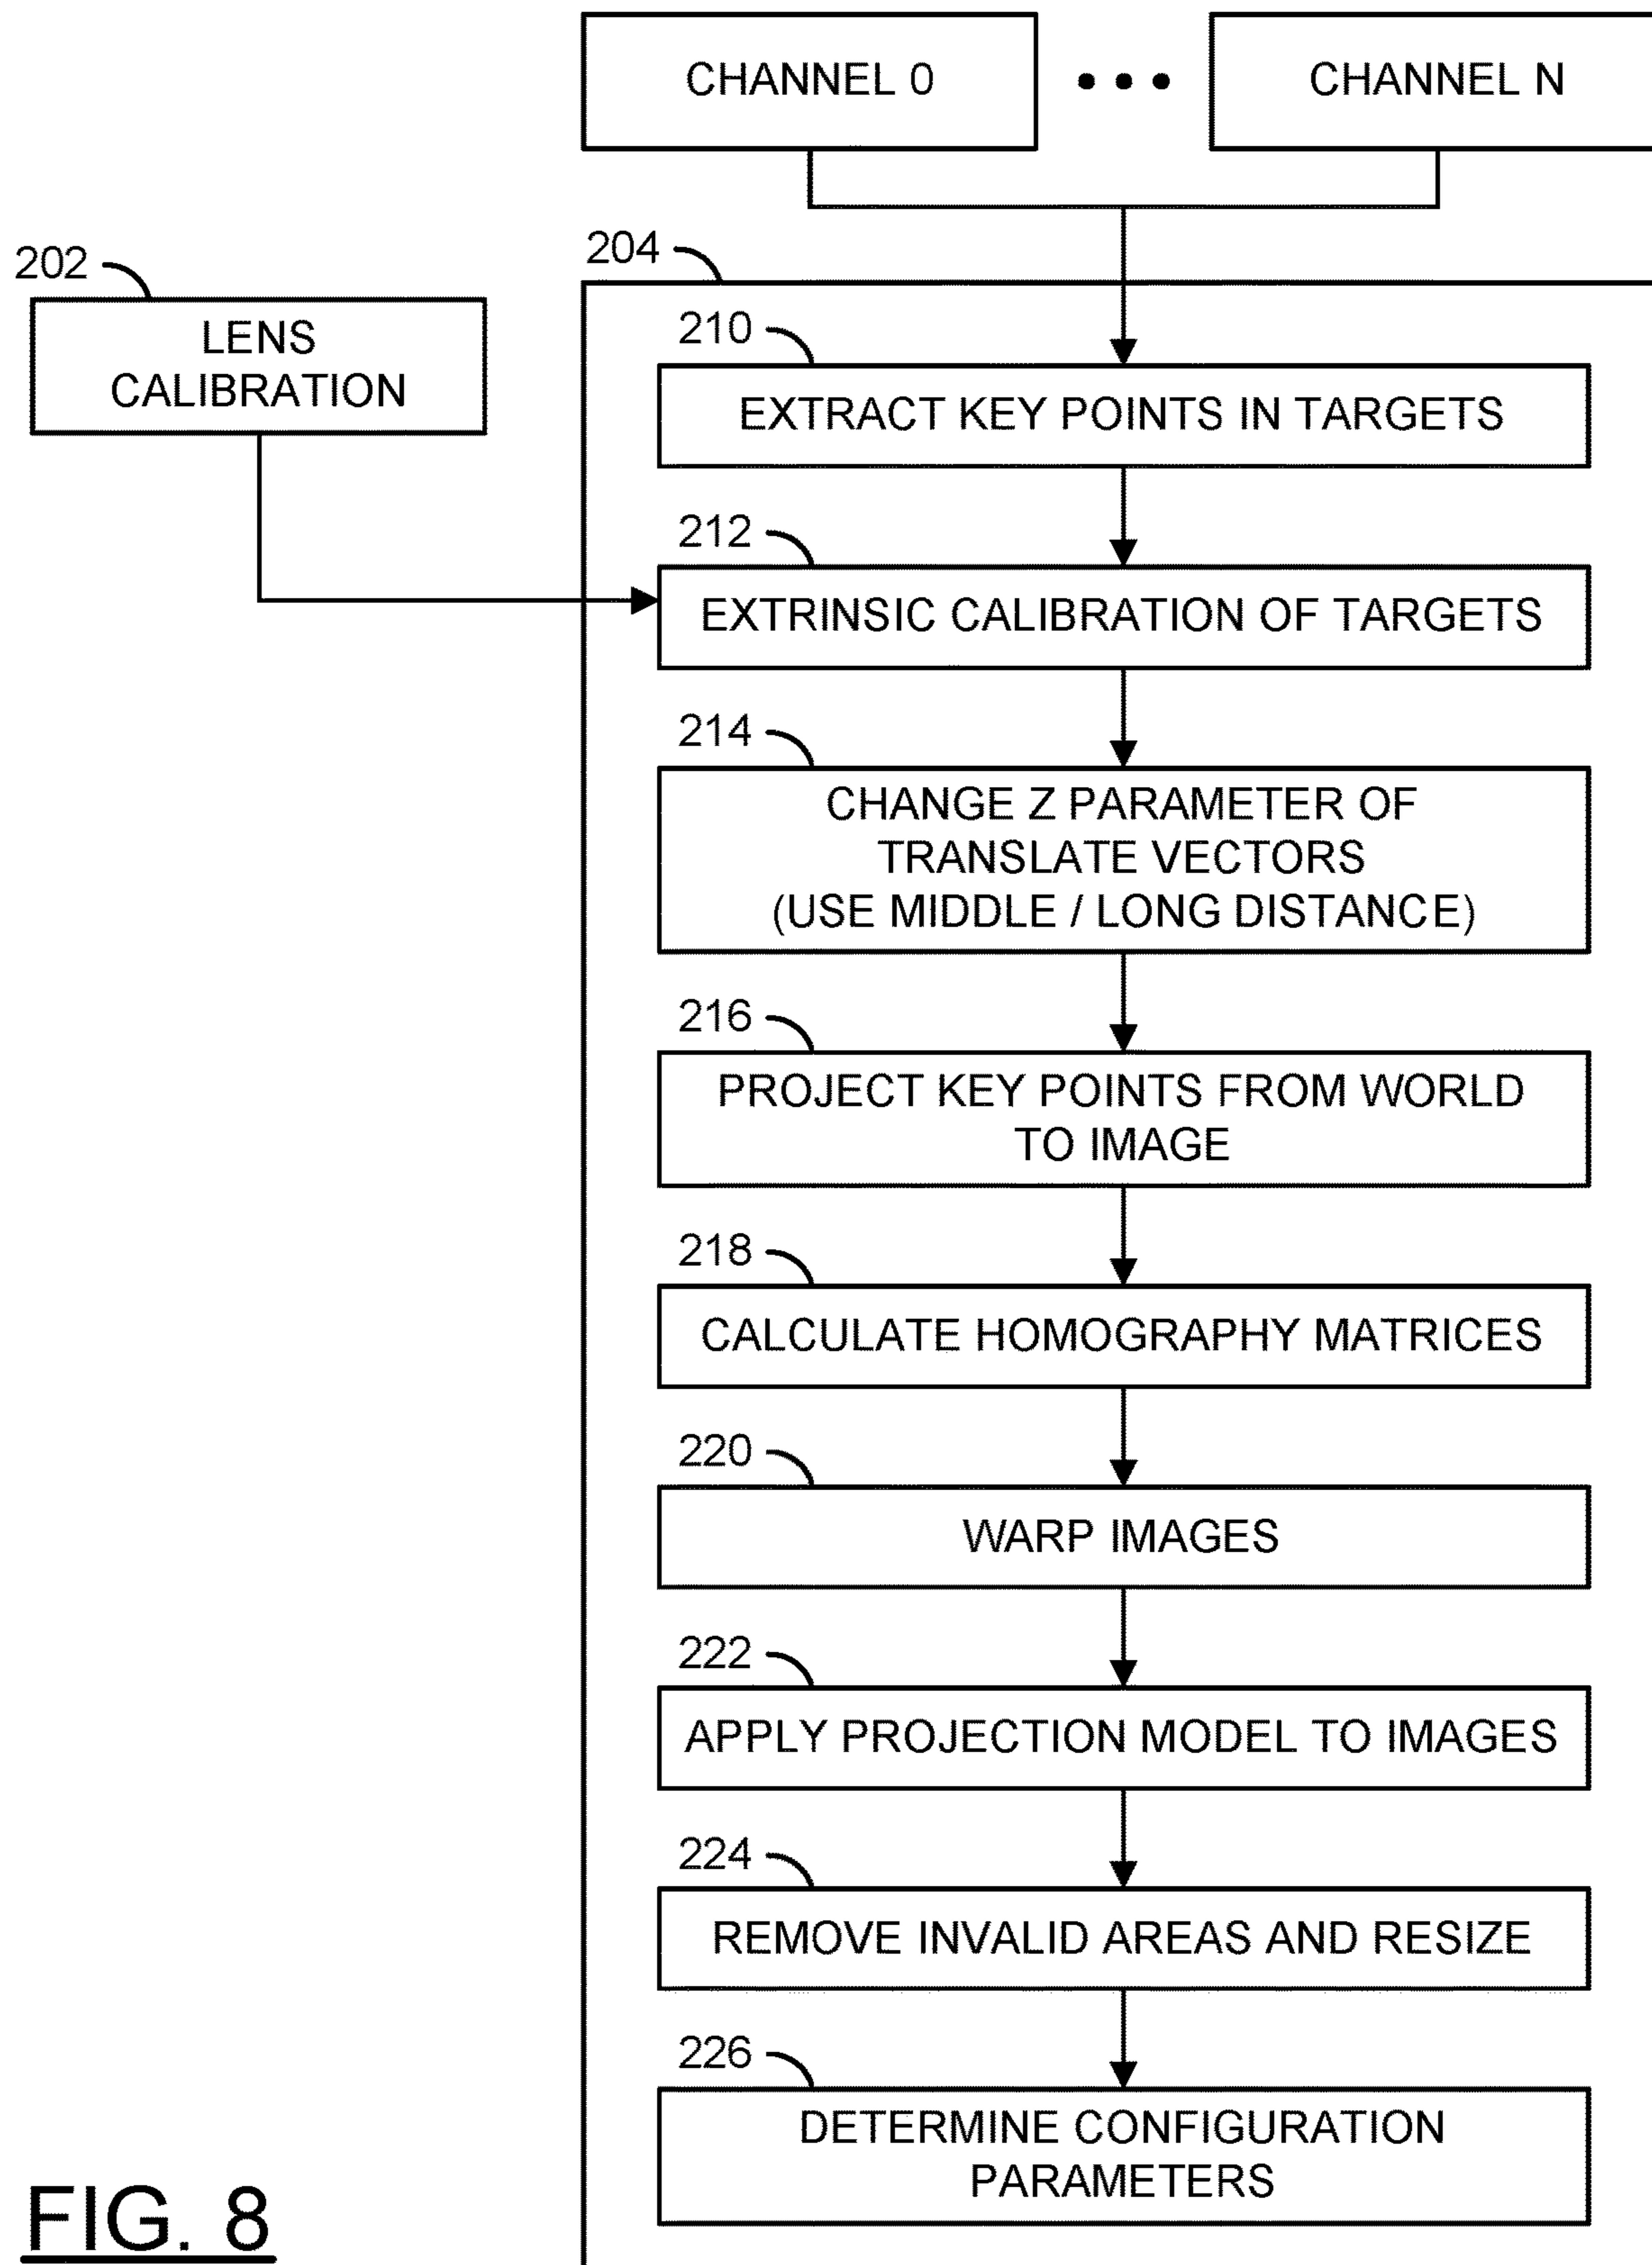 CHANNEL 0
CHANNEL N
202
204
LENS
CALIBRATION
210
EXTRACT KEY POINTS IN TARGETS
212
EXTRINSIC CALIBRATION OF TARGETS
214
CHANGE Z PARAMETER OF
TRANSLATE VECTORS
(USE MIDDLE / LONG DISTANCE)
216
PROJECT KEY POINTS FROM WORLD
TO IMAGE
218
CALCULATE HOMOGRAPHY MATRICES
220
WARP IMAGES
222
APPLY PROJECTION MODEL TO IMAGES
224
REMOVE INVALID AREAS AND RESIZE
226
DETERMINE CONFIGURATION
PARAMETERS
FIG. 8